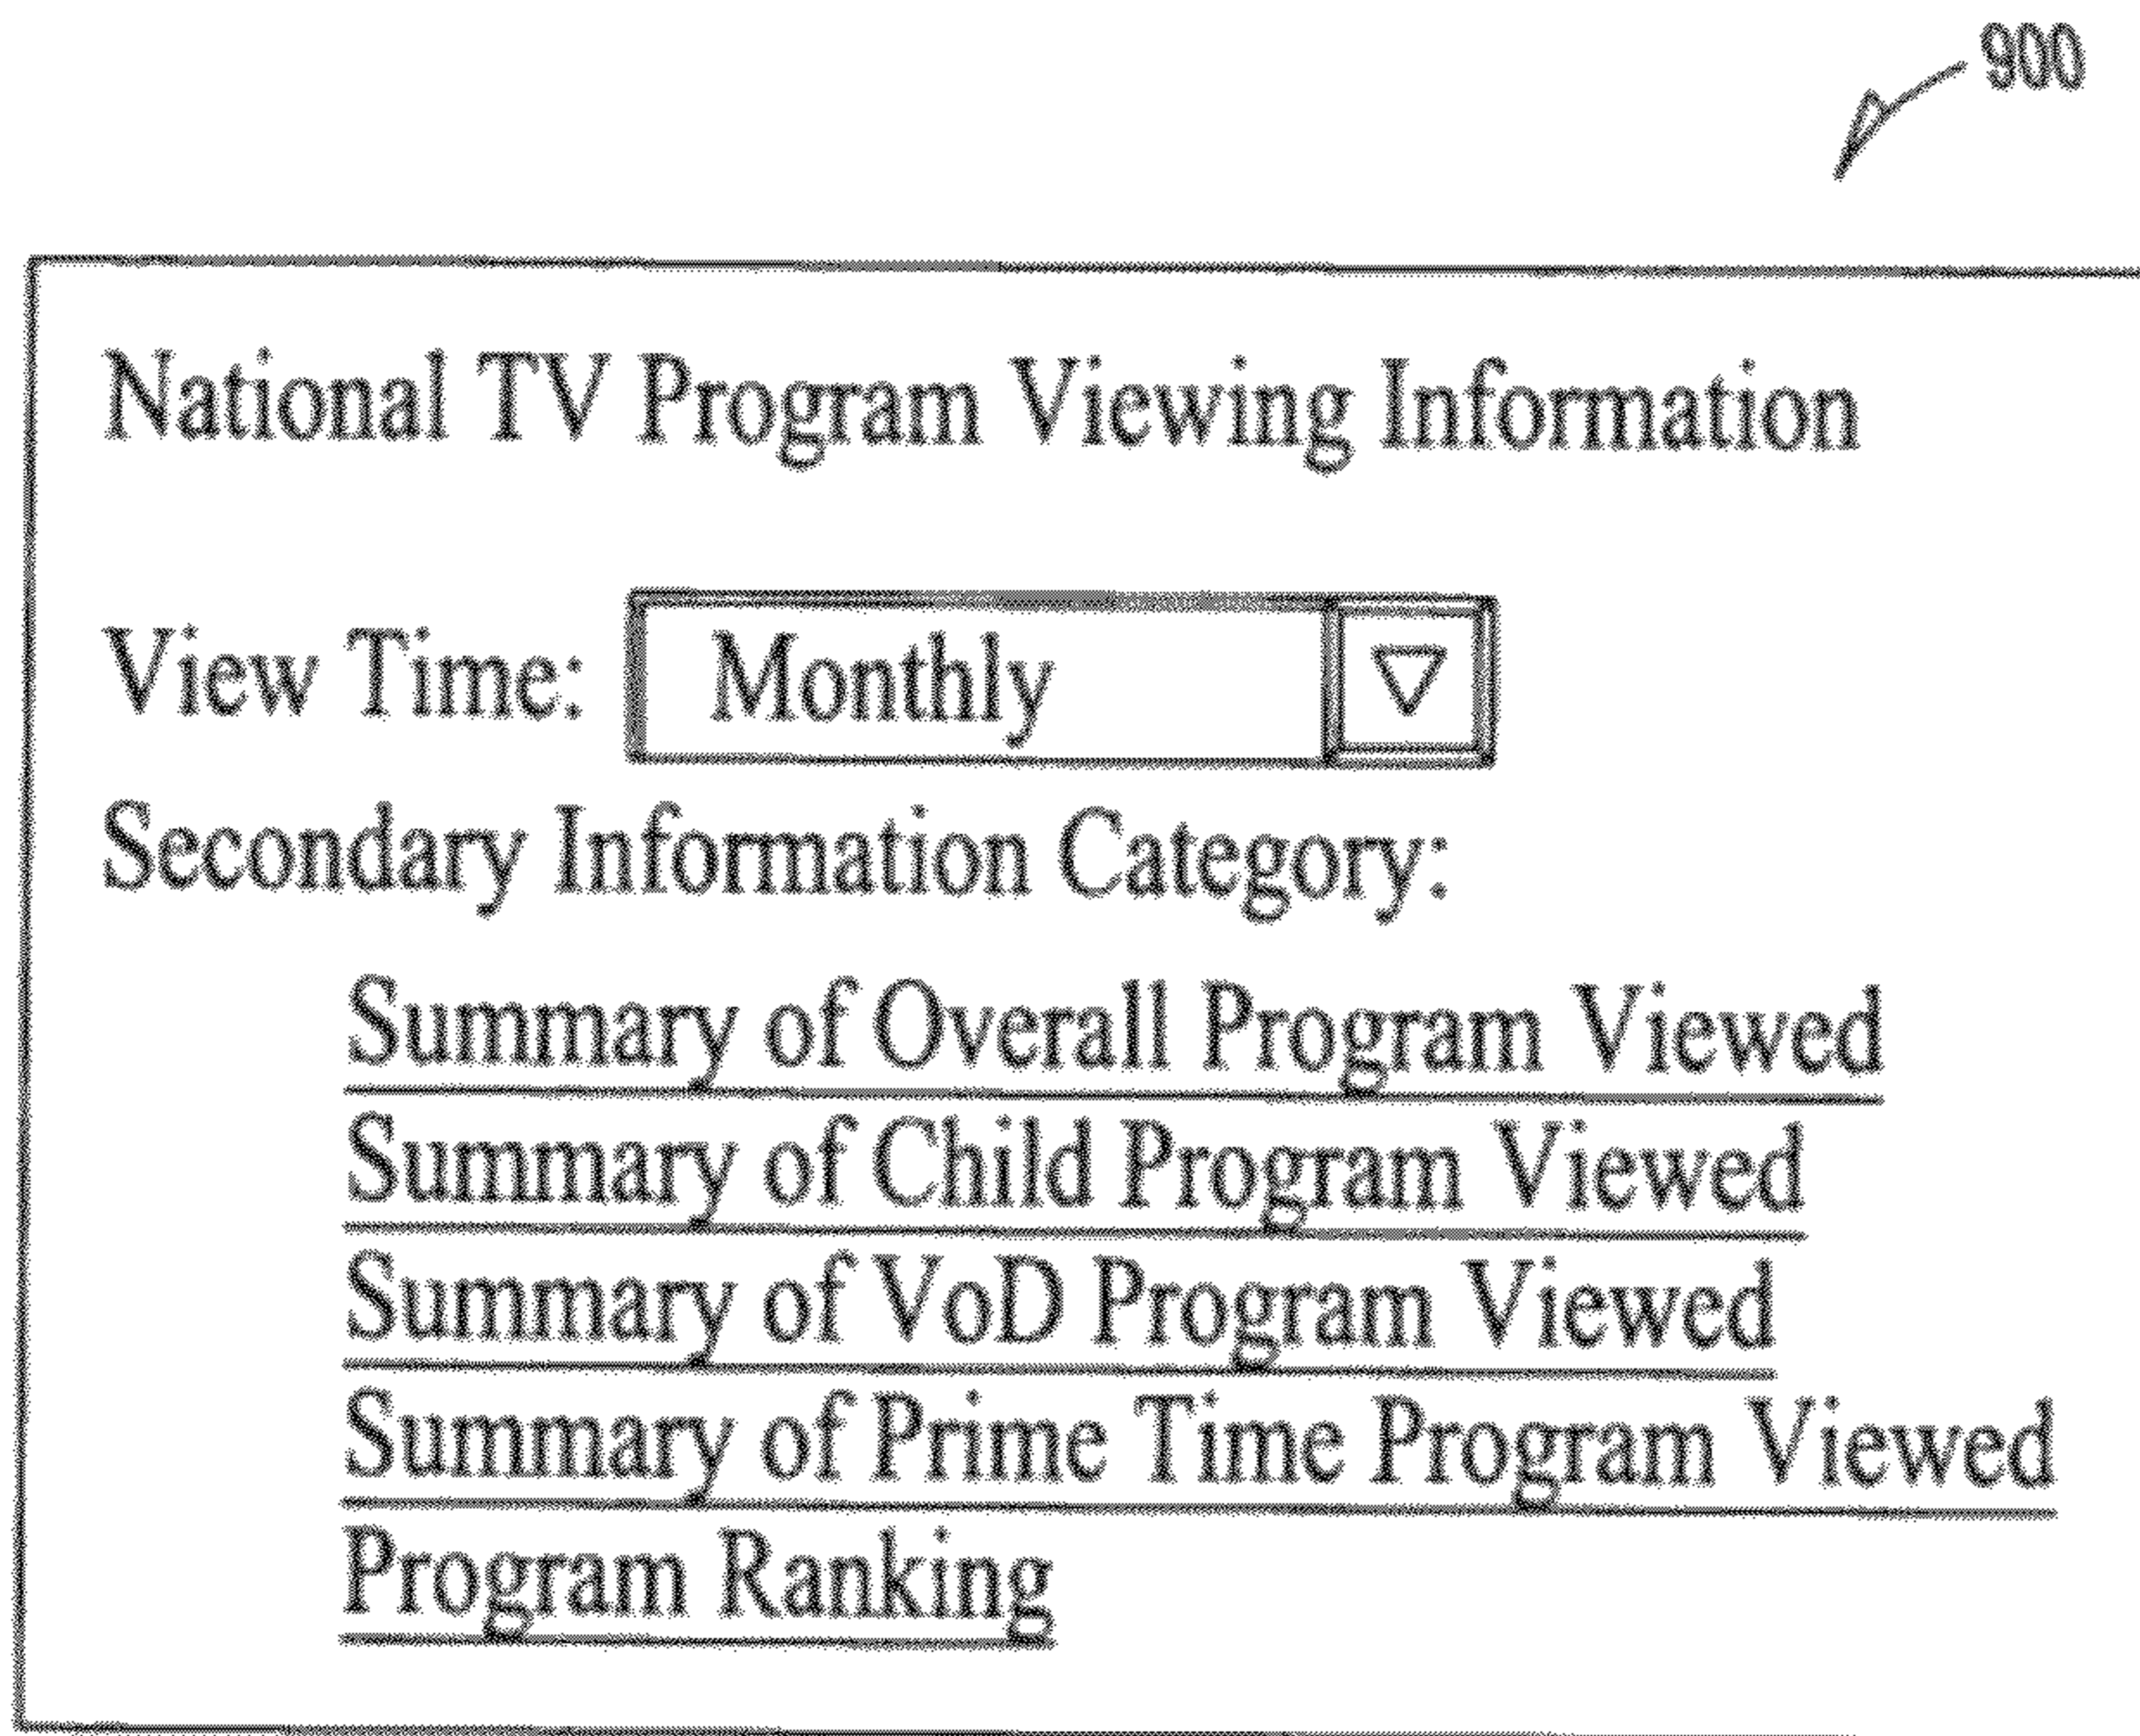 900
National TV Program Viewing Information
View Time: Monthly
Secondary Information Category:
Summary of Overall Program Viewed
Summary of Child Program Viewed
Summary of VoD Program Viewed
Summary of Prime Time Program Viewed
Program Ranking